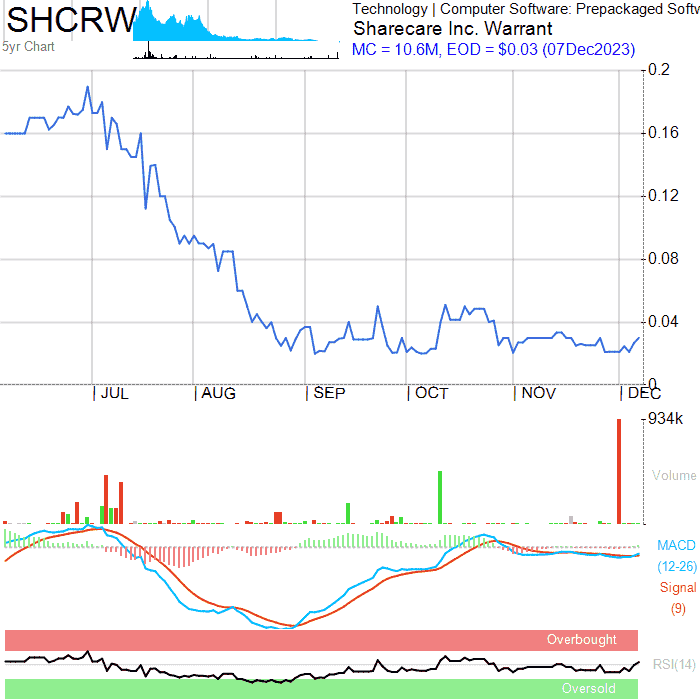 SHCRW
5yr Chart
Technology | Computer Software: Prepackaged Softw
Sharecare Inc. Warrant
MC = 10.6M, EOD = $0.03 (07Dec2023)
0.2
0.16
0.12
0.08
0.04
0
JUL AUG SEP OCT NOV DEC
934k
Volume
MACD
(12-26)
Signal
(9)
Overbought
RSI(14)
Oversold